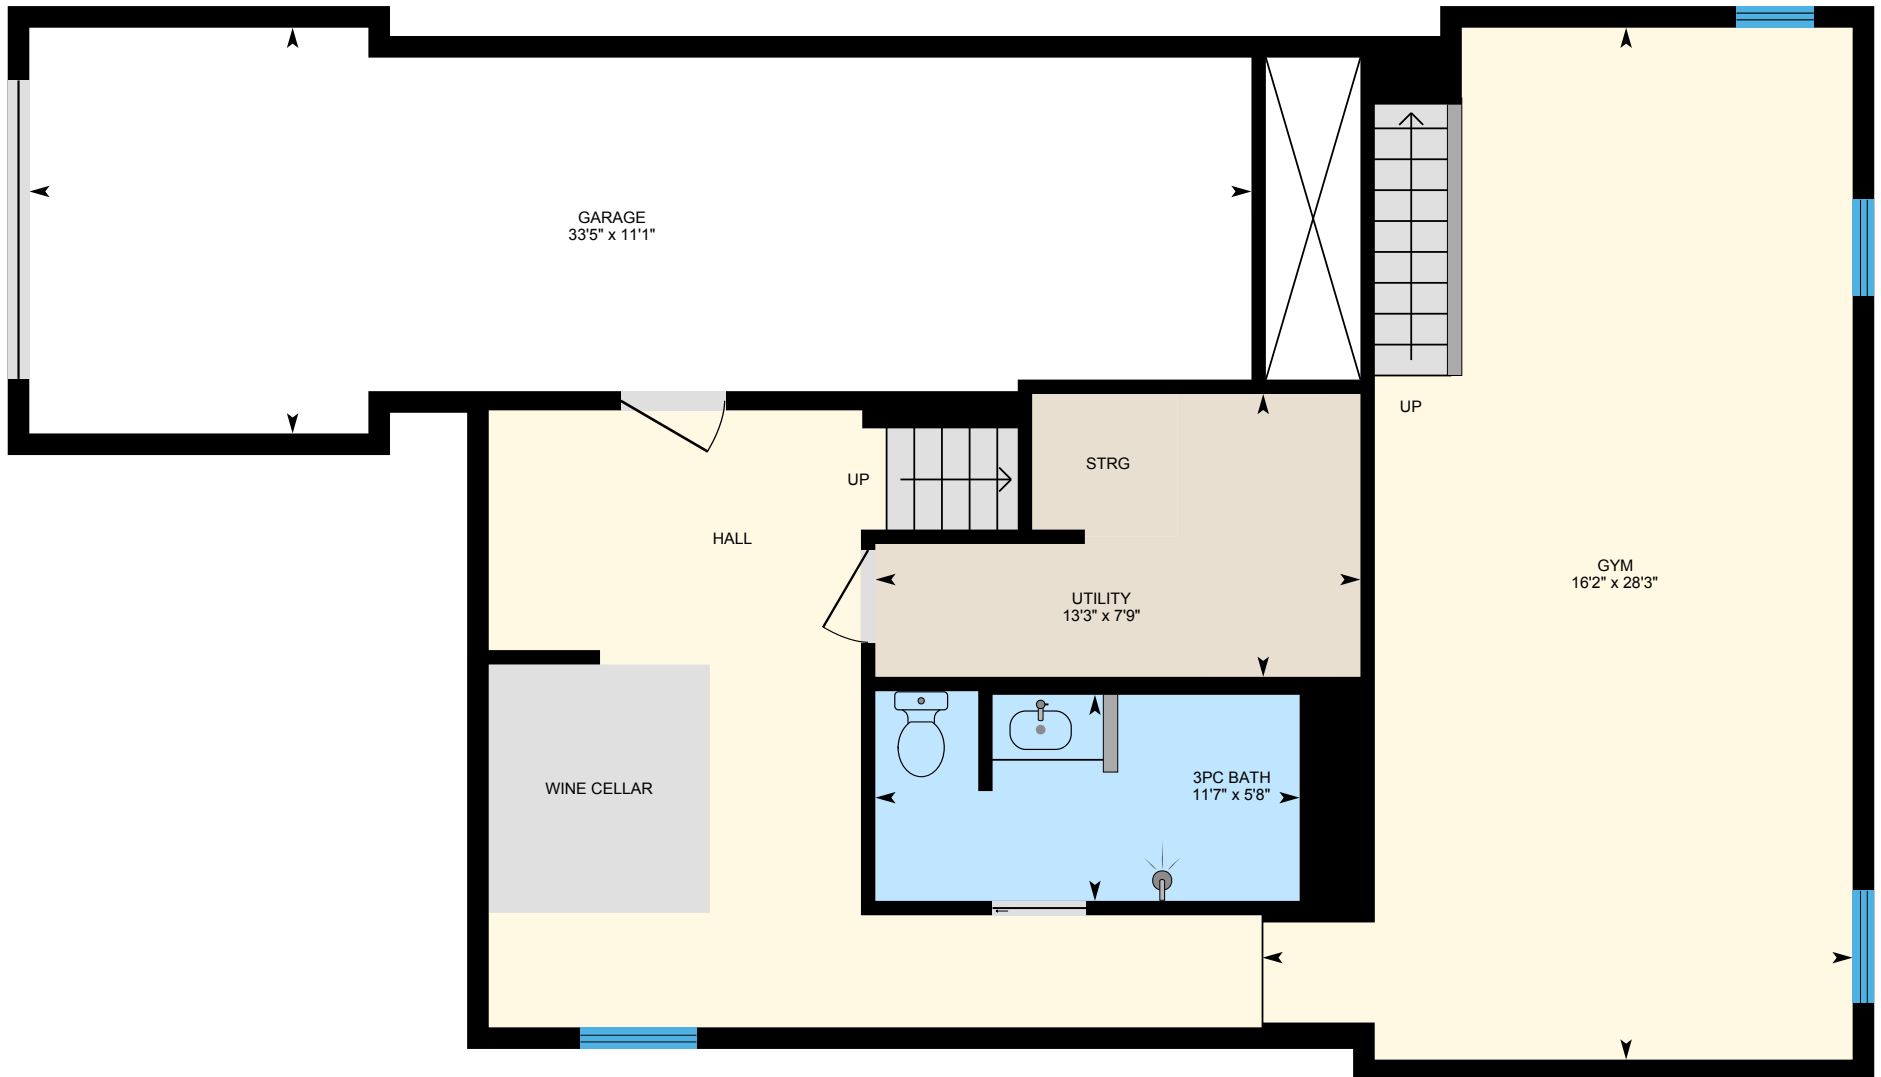 GARAGE
33'5" x 11'1"
UP
STRG
UP
HALL
GYM
16'2" x 28'3"
UTILITY
13'3" x 7'9"
WINE CELLAR
3PC BATH
11'7" x 5'8"